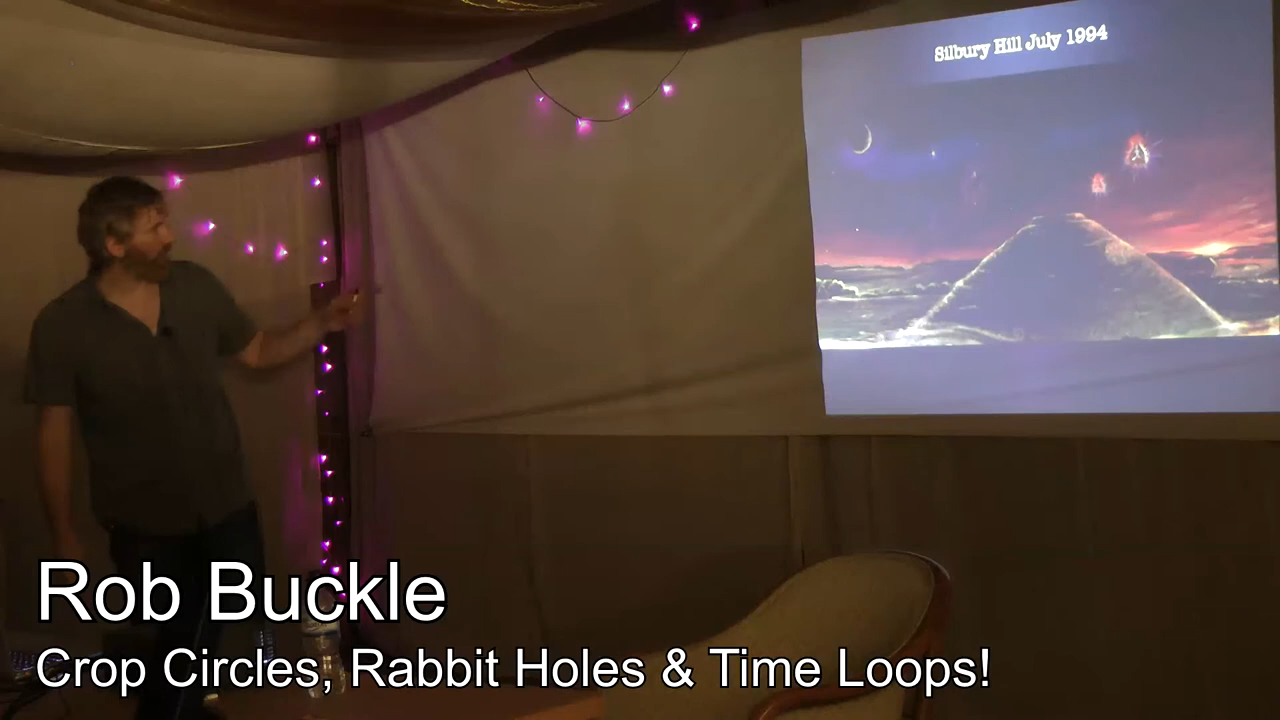 Silbury Hill July 1994
Rob Buckle
Crop Circles, Rabbit Holes & Time Loops!